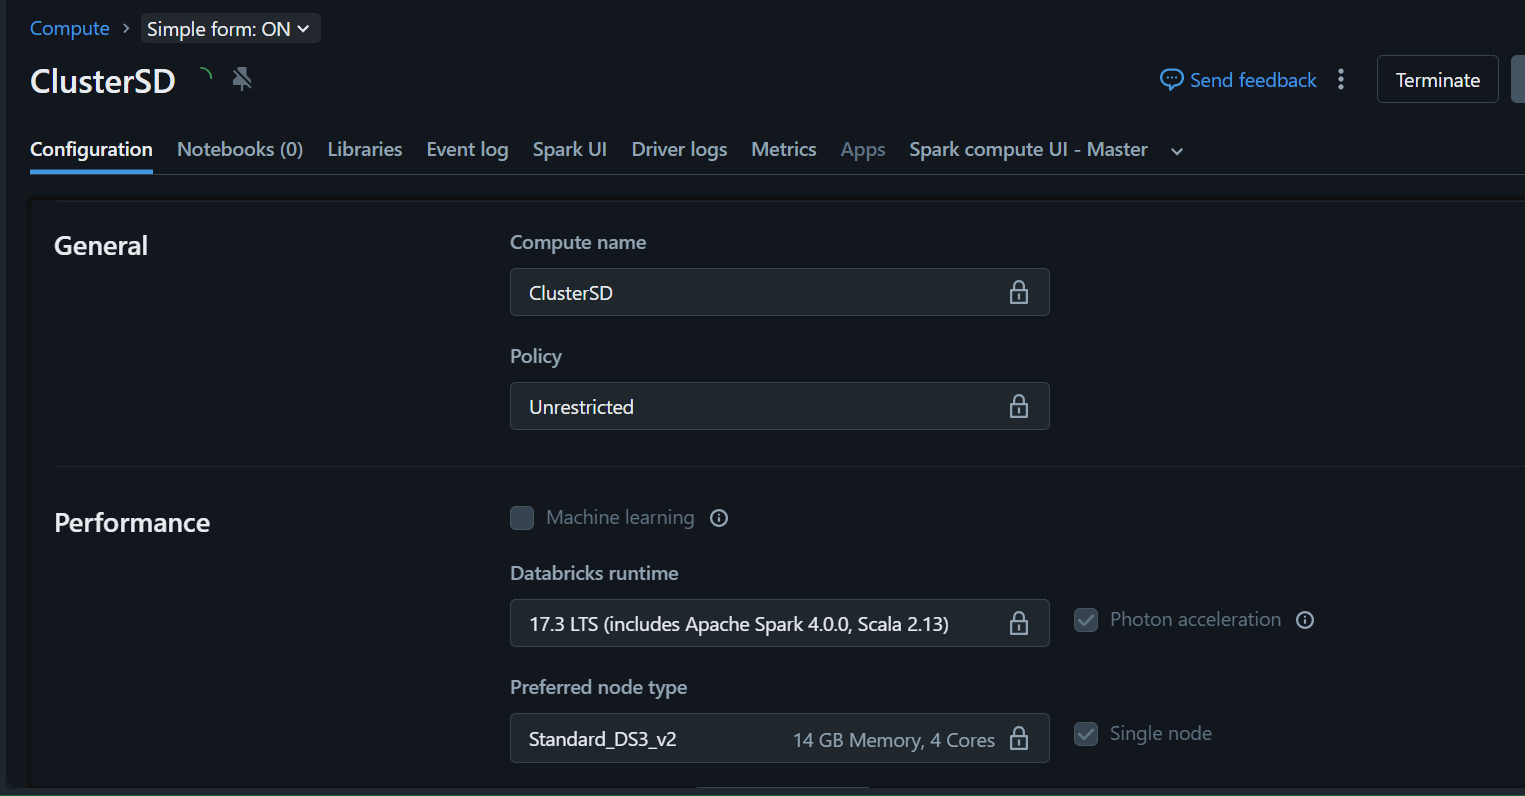 Compute > Simple form: ON
ClusterSD
Send feedback
Terminate
Configuration Notebooks (0) Libraries Event log Spark UI Driver logs Metrics Apps Spark compute UI - Master
General
Compute name
ClusterSD
Policy
Unrestricted
Performance
Machine learning
Databricks runtime
17.3 LTS (includes Apache Spark 4.0.0, Scala 2.13)
Photon acceleration
Preferred node type
Standard_DS3_v2 14 GB Memory, 4 Cores
Single node